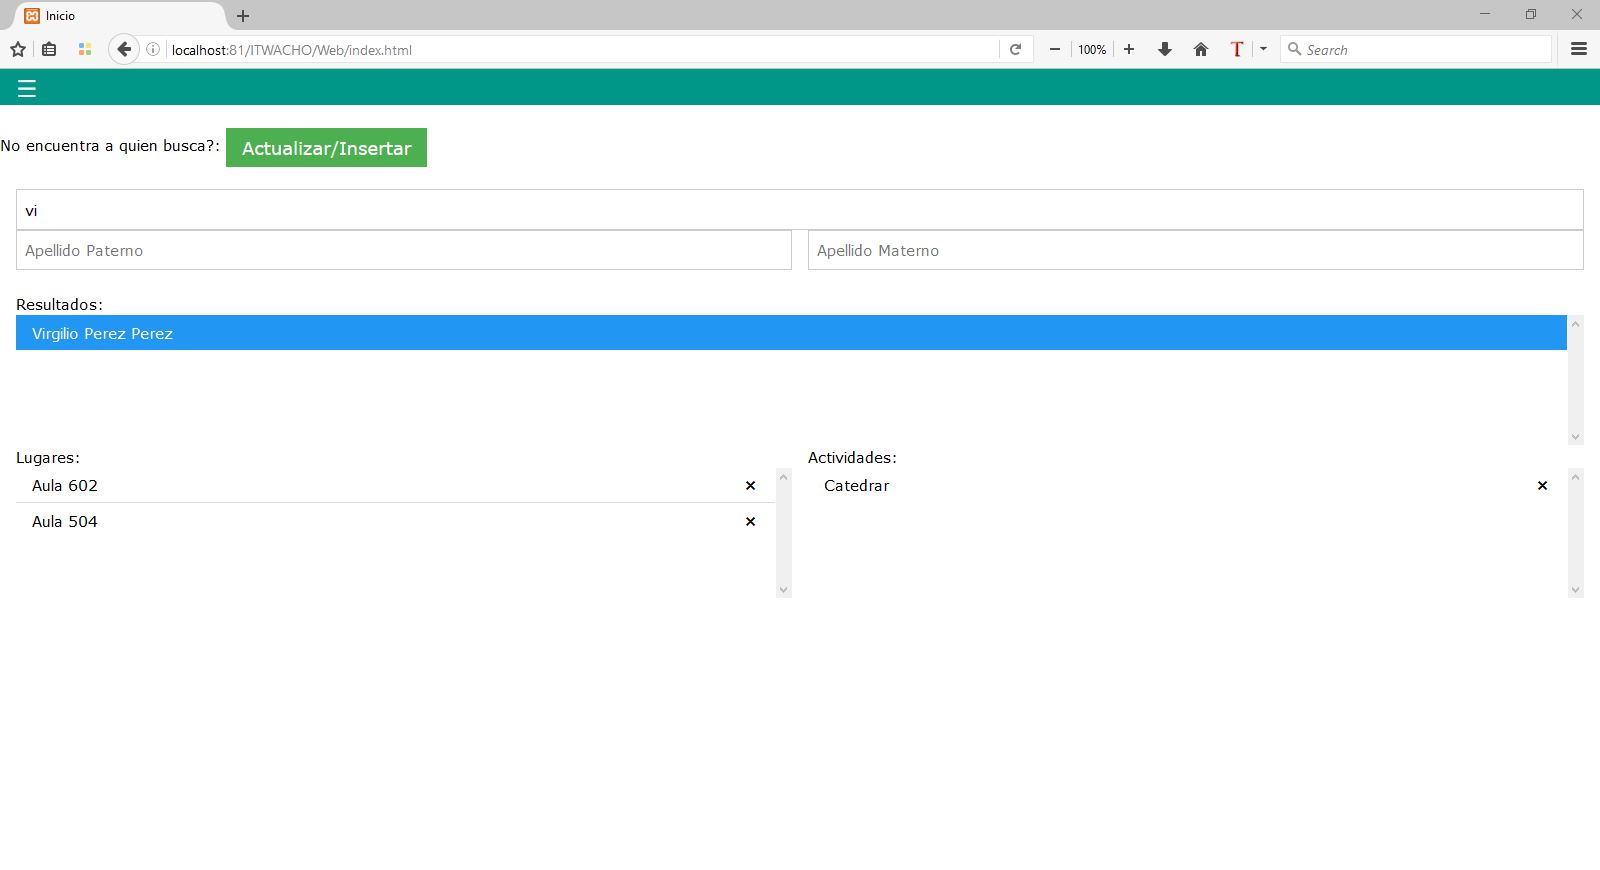 Inicio
localhost:81/ITWACHO/Web/index.html
100%
T
Search
No encuentra a quien busca?: Actualizar/Insertar
vi
Apellido Paterno
Apellido Materno
Resultados:
Virgilio Perez Perez
Lugares:
Aula 602 ×
Aula 504 ×
Actividades:
Catedrar ×